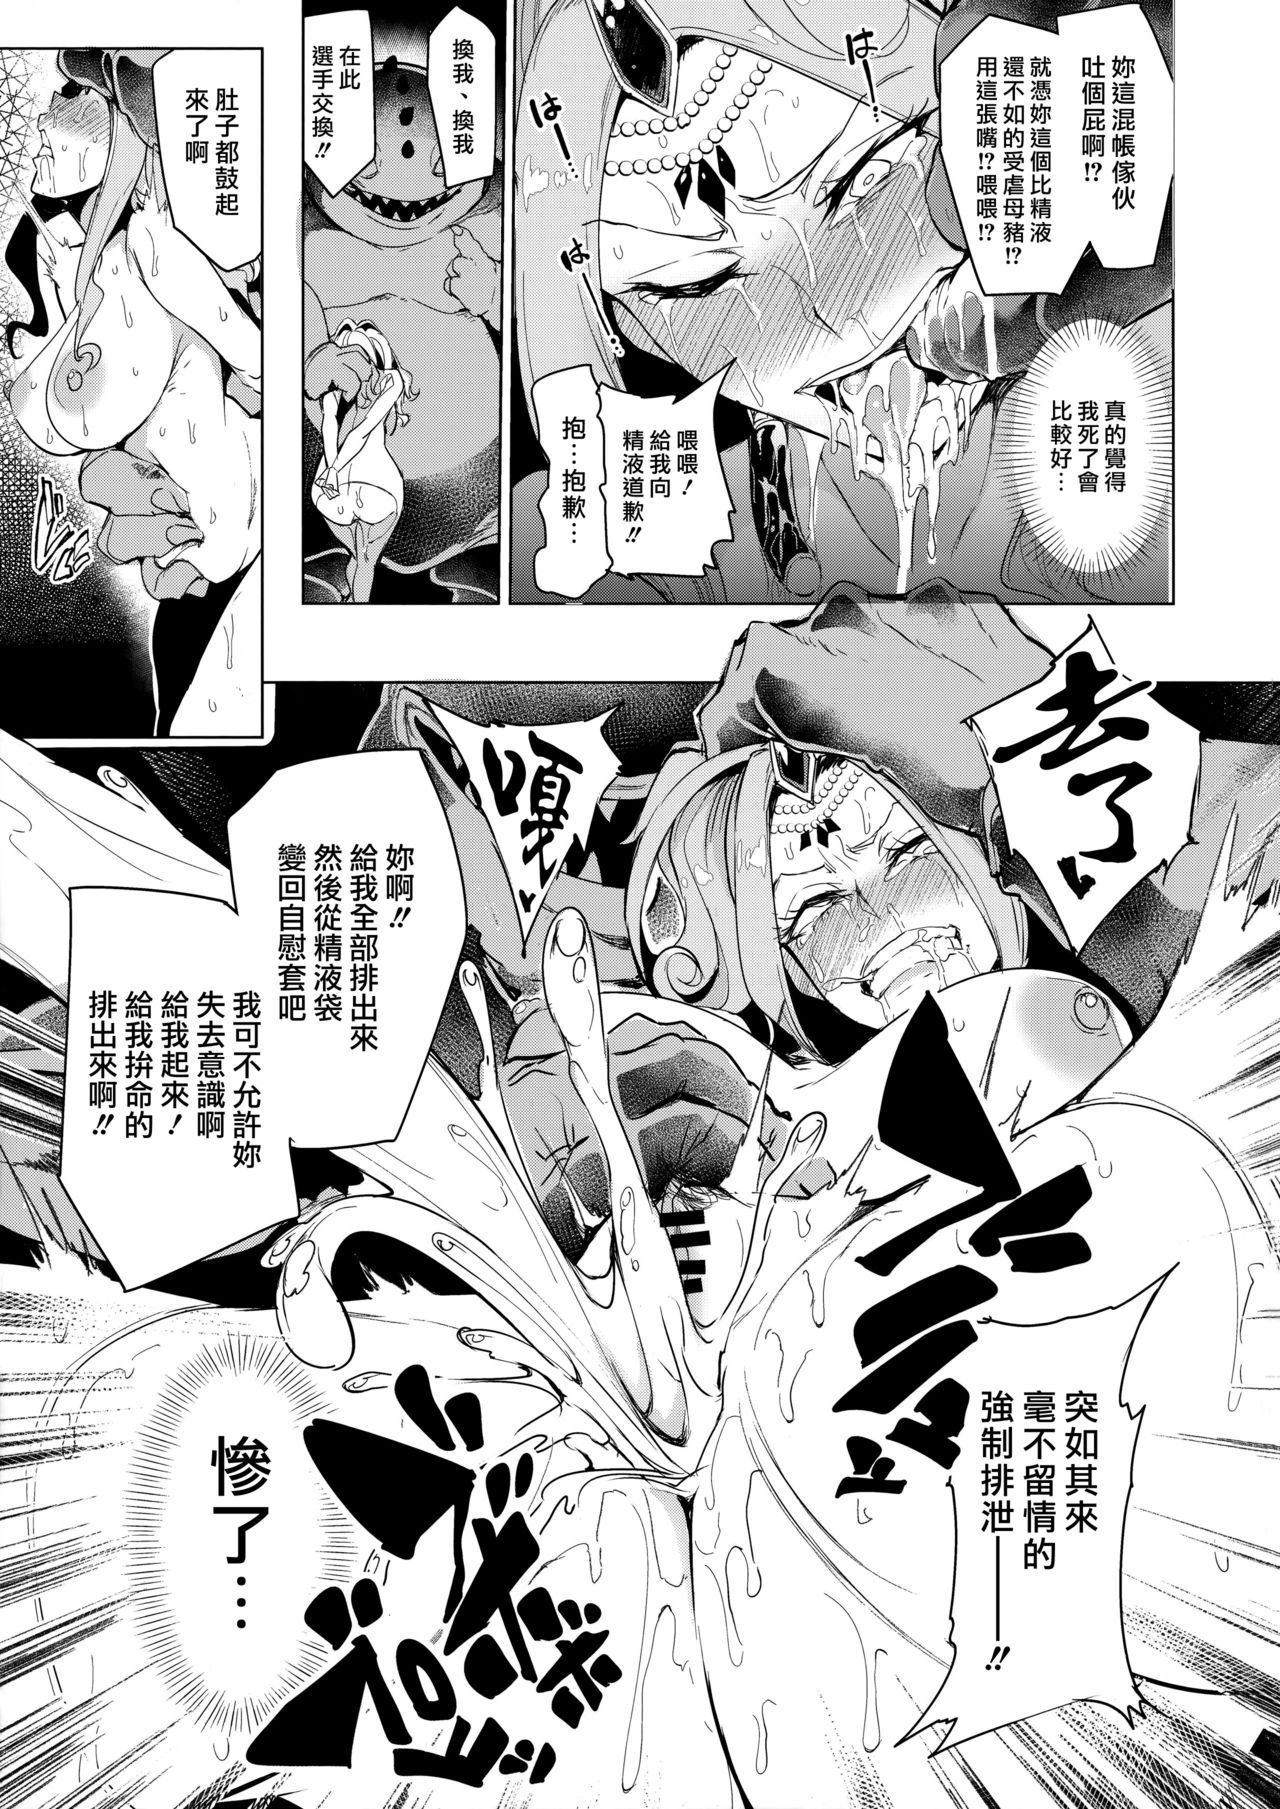 妳這混帳傢伙
吐個屁啊!?
就憑妳這個比精液
還不如的受虐母豬!?
用這張嘴!?喂喂!?
はーっ…
はーっ…
真的覺得
我死了會
比較好…
喂喂！
給我向
精液道歉!!
抱…抱歉…
換我、換我
在此
選手交換!!
肚子都鼓起
來了啊
去了
嘎
妳啊!!
給我全部排出來
然後從精液袋
變回自慰套吧
我可不允許妳
失去意識啊
給我起來！
給我拚命的
排出來啊!!
突如其來
毫不留情的
強制排泄——!!
慘了…